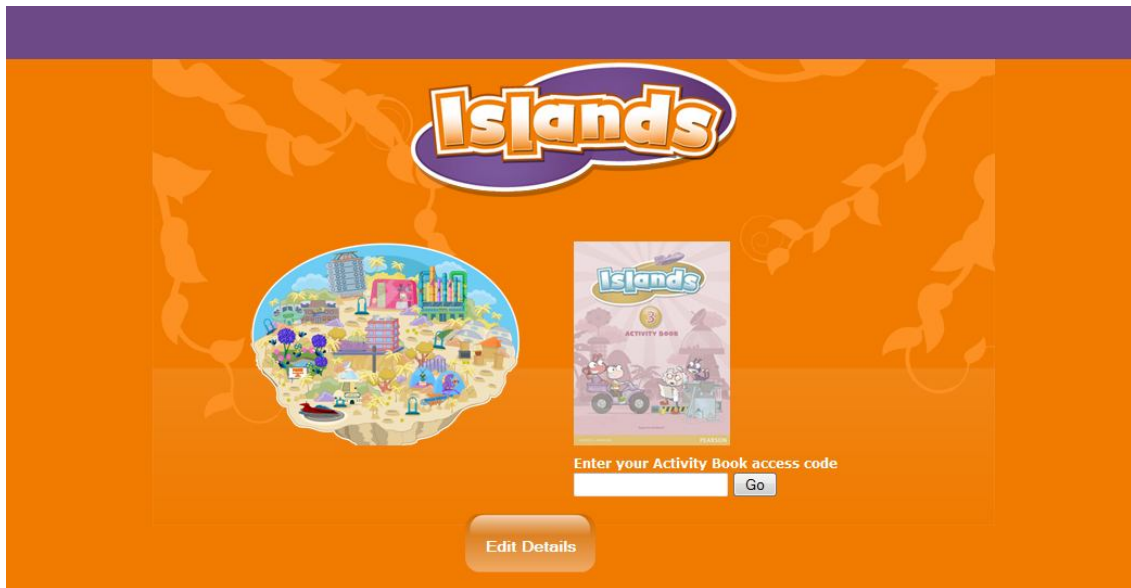 Islands
Islands
3
ACTIVITY BOOK
PEARSON
Enter your Activity Book access code
Go
Edit Details